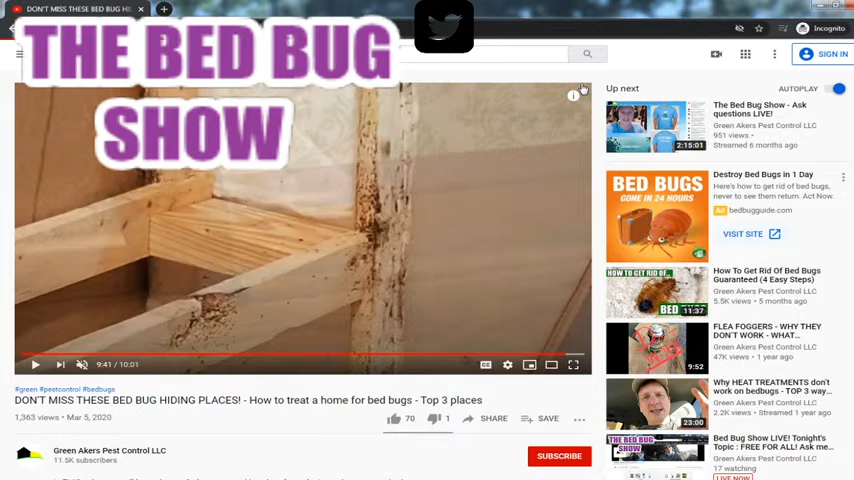 DON'T MISS THESE BED BUG HI
Incognito
THE BED BUG
SHOW
SIGN IN
Up next
AUTOPLAY
The Bed Bug Show - Ask
questions LIVE!
Green Akers Pest Control LLC
951 views •
Streamed 6 months ago
2:15:01
BED BUGS
GONE IN 24 HOURS
Destroy Bed Bugs in 1 Day
Here's how to get rid of bed bugs,
never to see them return. Act Now.
Ad bedbugguide.com
VISIT SITE
HOW TO GET RID OF...
BED
11:37
How To Get Rid Of Bed Bugs
Guaranteed (4 Easy Steps)
Green Akers Pest Control LLC
5.5K views • 5 months ago
9:52
FLEA FOGGERS - WHY THEY
DON'T WORK - WHAT...
Green Akers Pest Control LLC
47K views • 1 year ago
23:00
Why HEAT TREATMENTS don't
work on bedbugs - TOP 3 way...
Green Akers Pest Control LLC
2.2K views • Streamed 1 year ago
THE BED BUG
SHOW
Bed Bug Show LIVE! Tonight's
Topic : FREE FOR ALL! Ask me...
Green Akers Pest Control LLC
17 watching
LIVE NOW
9:41 / 10:01
#green #pestcontrol #bedbugs
DON'T MISS THESE BED BUG HIDING PLACES! - How to treat a home for bed bugs - Top 3 places
1,363 views • Mar 5, 2020
70
1
SHARE
SAVE
Green Akers Pest Control LLC
11.5K subscribers
SUBSCRIBE